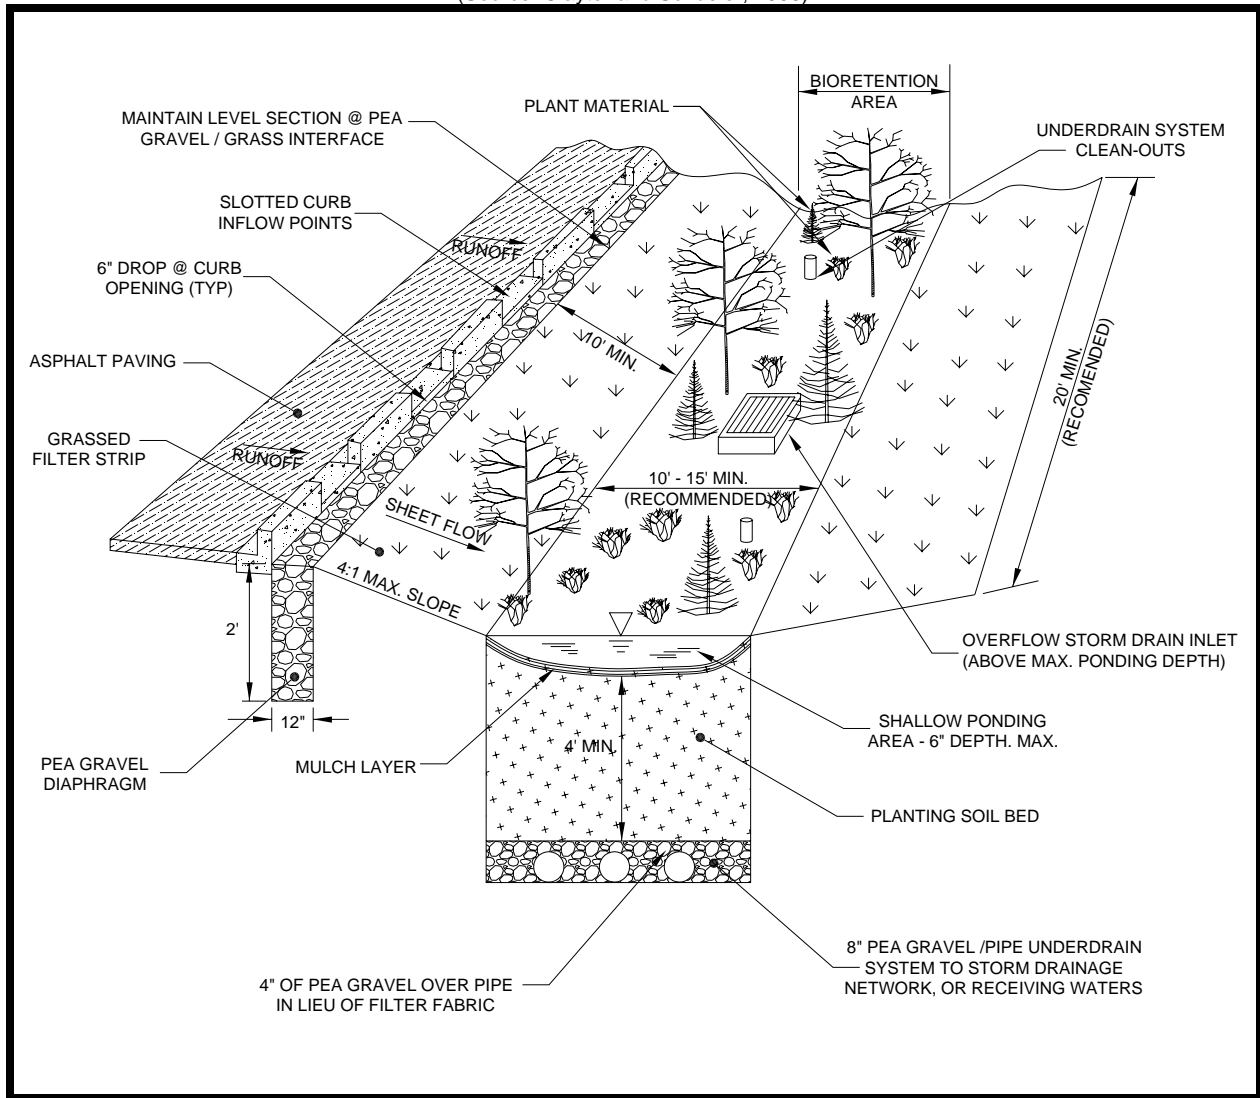 BIORETENTION
AREA
PLANT MATERIAL
MAINTAIN LEVEL SECTION @ PEA
GRAVEL / GRASS INTERFACE
UNDERDRAIN SYSTEM
CLEAN-OUTS
SLOTTED CURB
INFLOW POINTS
RUNOFF
6" DROP @ CURB
OPENING (TYP)
10' MIN.
ASPHALT PAVING
20' MIN.
(RECOMENDED)
GRASSED
FILTER STRIP
RUNOFF
10' - 15' MIN.
(RECOMMENDED)
SHEET FLOW
4:1 MAX. SLOPE
2'
OVERFLOW STORM DRAIN INLET
(ABOVE MAX. PONDING DEPTH)
12"
SHALLOW PONDING
AREA - 6" DEPTH. MAX.
4' MIN.
PEA GRAVEL
DIAPHRAGM
MULCH LAYER
PLANTING SOIL BED
8" PEA GRAVEL /PIPE UNDERDRAIN
SYSTEM TO STORM DRAINAGE
NETWORK, OR RECEIVING WATERS
4" OF PEA GRAVEL OVER PIPE
IN LIEU OF FILTER FABRIC